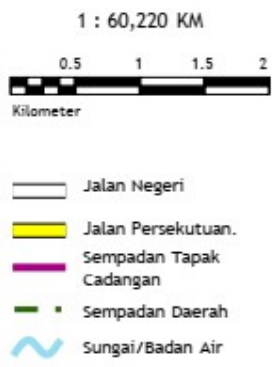 1 : 60,220 KM
0.5 1 1.5 2
Kilometer
Jalan Negeri
Jalan Persekutuan.
Sempadan Tapak
Cadangan
Sempadan Daerah
Sungai/Badan Air